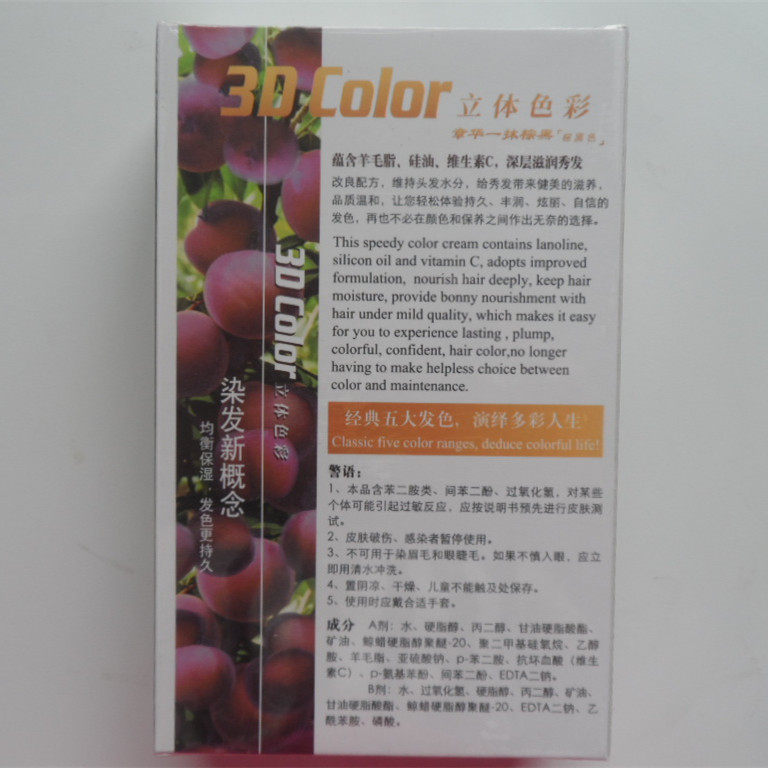 3D Color 立体色彩
章华一抹棕黑「棕黑色」
蕴含羊毛脂、硅油、维生素C，深层滋润秀发
改良配方，维持头发水分，给秀发带来健美的滋养，
品质温和，让您轻松体验持久、丰润、炫丽、自信的
发色，再也不必在颜色和保养之间作出无奈的选择。
This speedy color cream contains lanoline,
silicon oil and vitamin C, adopts improved
formulation, nourish hair deeply, keep hair
moisture, provide bonny nourishment with
hair under mild quality, which makes it easy
for you to experience lasting , plump,
colorful, confident, hair color,no longer
having to make helpless choice between
color and maintenance.
经典五大发色，演绎多彩人生！
Classic five color ranges, deduce colorful life!
警语：
1、本品含苯二胺类、间苯二酚、过氧化氢，对某些
个体可能引起过敏反应，应按说明书预先进行皮肤测
试。
2、皮肤破伤、感染者暂停使用。
3、不可用于染眉毛和眼睫毛。如果不慎入眼，应立
即用清水冲洗。
4、置阴凉、干燥、儿童不能触及处保存。
5、使用时应戴合适手套。
成分 A剂：水、硬脂醇、丙二醇、甘油硬脂酸酯、
矿油、鲸蜡硬脂醇聚醚-20、聚二甲基硅氧烷、乙醇
胺、羊毛脂、亚硫酸钠、p-苯二胺、抗坏血酸（维生
素C）、p-氨基苯酚、间苯二酚、EDTA二钠。
B剂：水、过氧化氢、硬脂醇、丙二醇、矿油、
甘油硬脂酸酯、鲸蜡硬脂醇聚醚-20、EDTA二钠、乙
酰苯胺、磷酸。
3D Color 立体色彩
染发新概念
均衡保湿·发色更持久